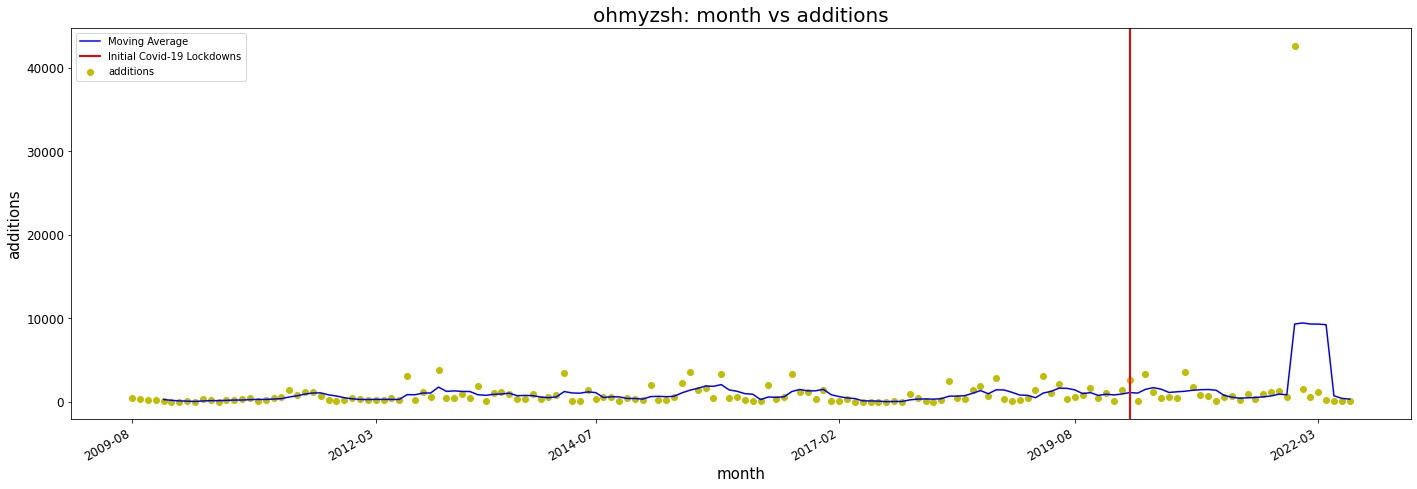 ohmyzsh: month vs additions
Moving Average
Initial Covid-19 Lockdowns
additions
40000
30000
20000
10000
0
additions
2009-08
2012-03
2014-07
2017-02
2019-08
2022-03
month